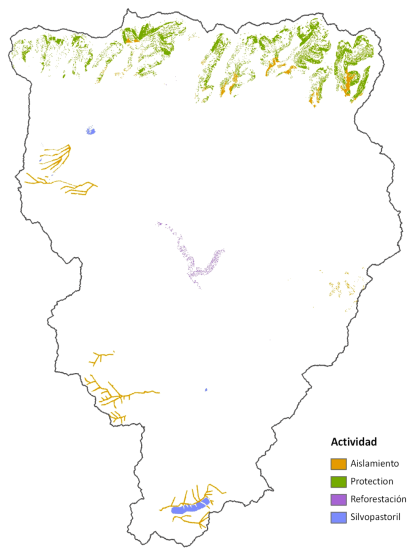 Actividad
Aislamiento
Protection
Reforestación
Silvopastoril